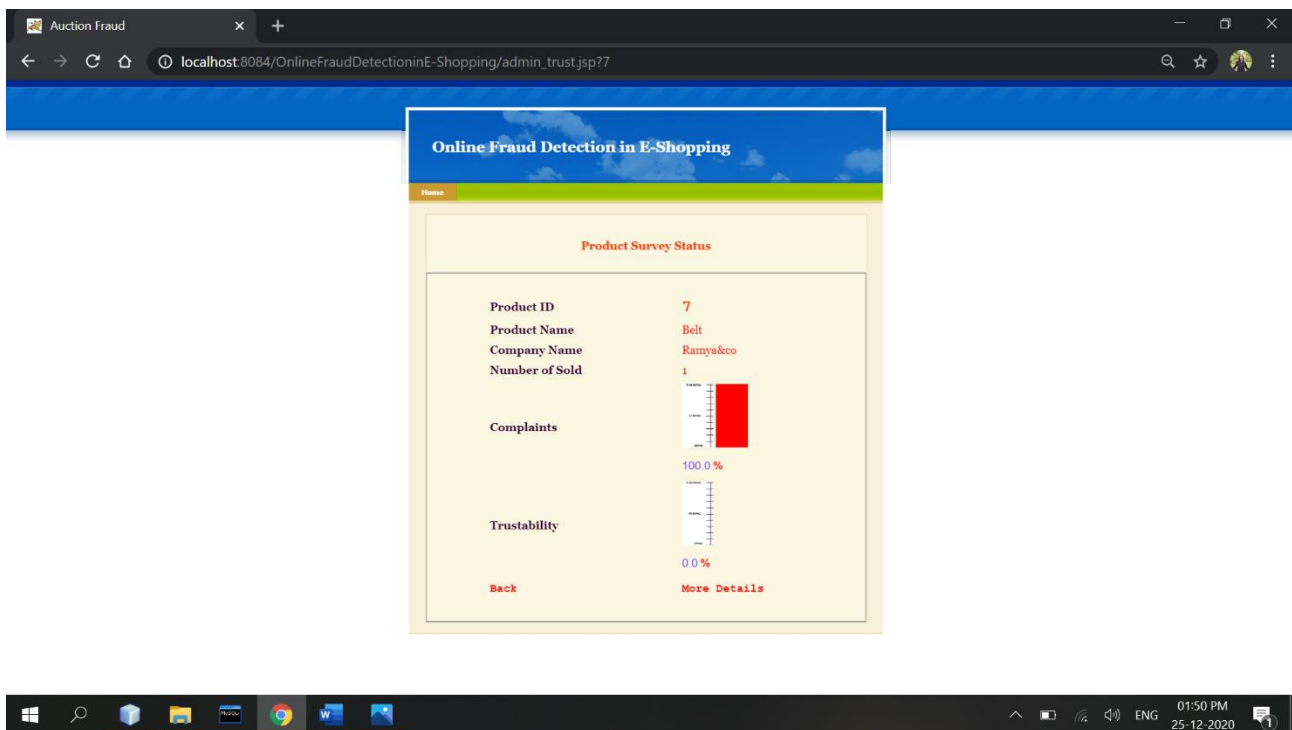 Auction Fraud
localhost:8084/OnlineFraudDetectioninE-Shopping/admin_trust.jsp?7
Online Fraud Detection in E-Shopping
Home
Product Survey Status
Product ID 7
Product Name Belt
Company Name Ramya&co
Number of Sold 1
Complaints
100.0 %
Trustability
0.0 %
Back More Details
ENG 01:50 PM
25-12-2020